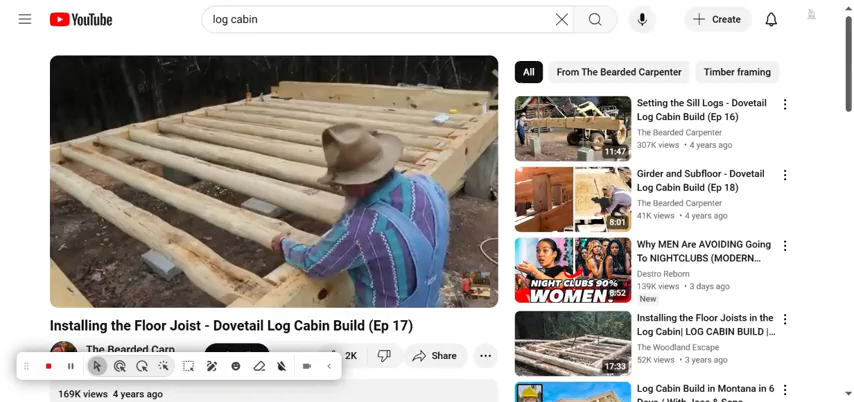 YouTube
log cabin
Create
All
From The Bearded Carpenter
Timber framing
Setting the Sill Logs - Dovetail
Log Cabin Build (Ep 16)
The Bearded Carpenter
307K views • 4 years ago
11:47
Girder and Subfloor - Dovetail
Log Cabin Build (Ep 18)
The Bearded Carpenter
41K views • 4 years ago
8:01
Why MEN Are AVOIDING Going
To NIGHTCLUBS (MODERN...
Destro Reborn
139K views • 3 days ago
New
NIGHT CLUBS 90%
WOMEN!
8:52
Installing the Floor Joists in the
Log Cabin| LOG CABIN BUILD |...
The Woodland Escape
52K views • 3 years ago
17:33
Log Cabin Build in Montana in 6
Installing the Floor Joist - Dovetail Log Cabin Build (Ep 17)
The Bearded Carp
2K
Share
169K views 4 years ago